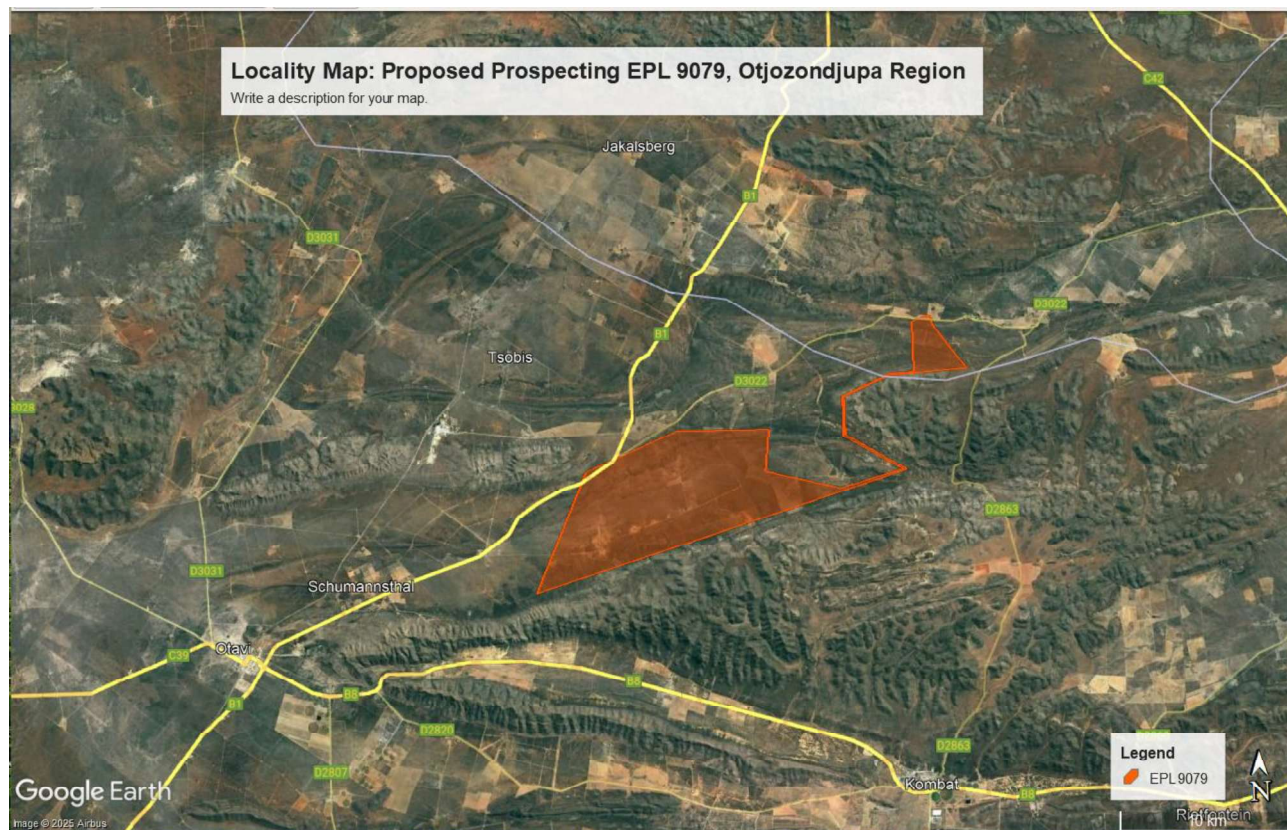 Locality Map: Proposed Prospecting EPL 9079, Otjozondjupa Region
Write a description for your map.
C42
Jakalsberg
B1
D3031
D3022
B1
Tsobis
D3022
D3028
D2863
D3031
Schumannsthal
Otavi
C39
B8
B8
B1
D2820
D2863
D2807
Kombat
B8
Legend
EPL 9079
N
Google Earth
Image © 2025 Airbus
Rietfontein
10 km